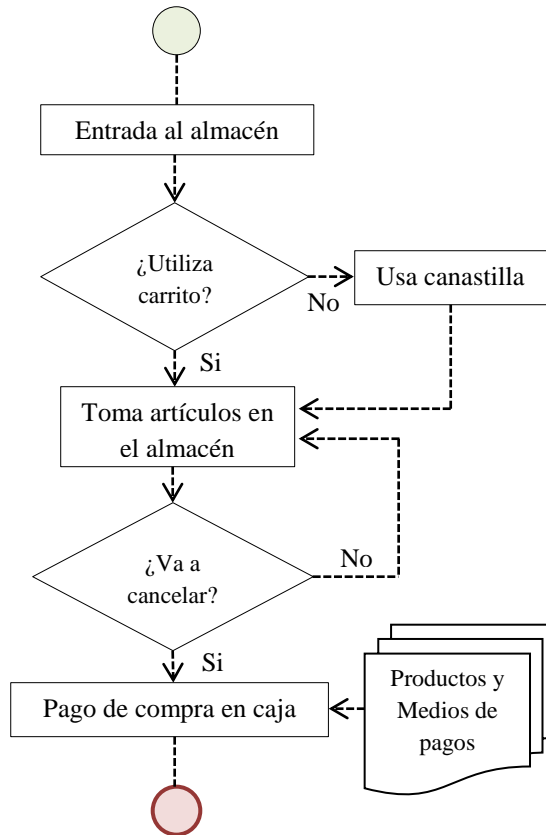 Entrada al almacén
¿Utiliza
carrito?
No
Usa canastilla
Si
Toma artículos en
el almacén
¿Va a
cancelar?
No
Si
Pago de compra en caja
Productos y
Medios de
pagos